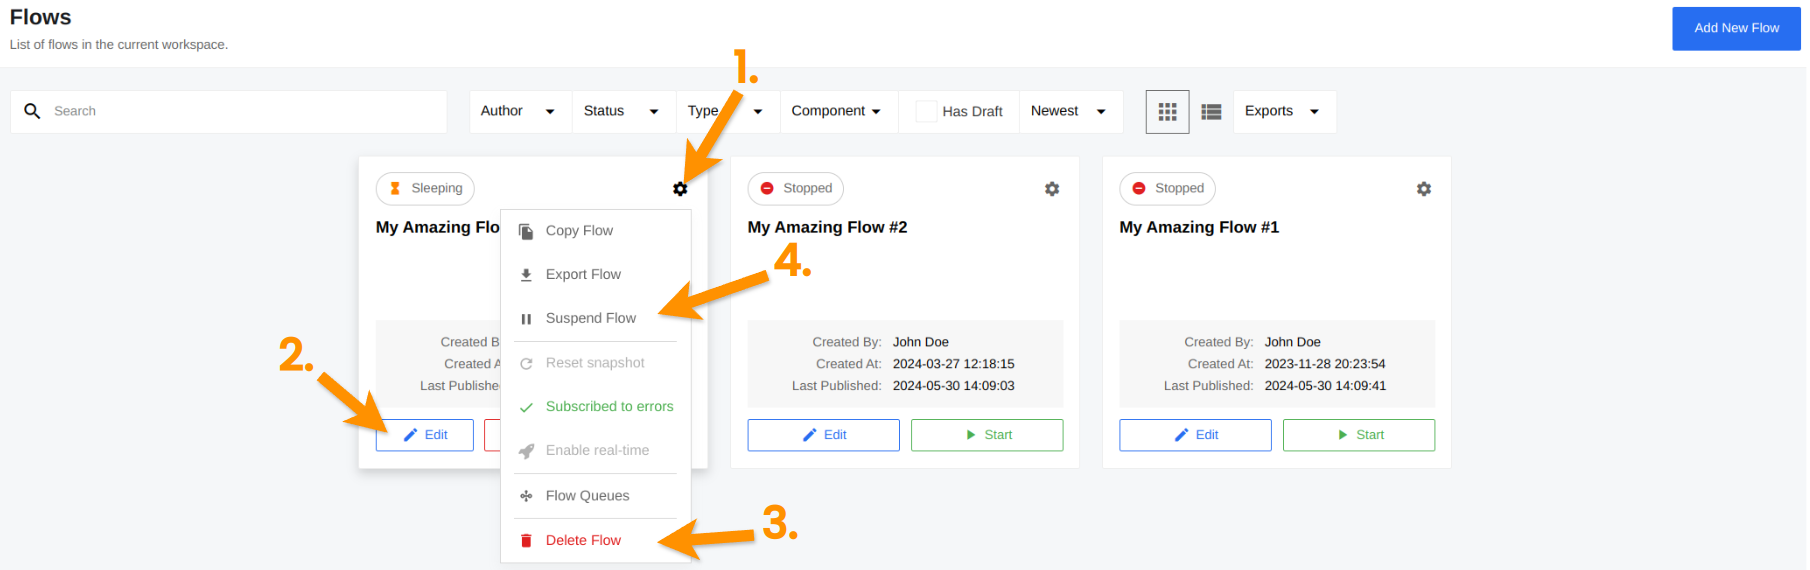 Flows
List of flows in the current workspace.
Add New Flow
1.
Search
Author
Status
Type
Component
Has Draft
Newest
Exports
Sleeping
My Amazing Flo
Copy Flow
Export Flow
Suspend Flow
Reset snapshot
Subscribed to errors
Enable real-time
Flow Queues
Delete Flow
Created B
Created A
Last Publishe
2.
Edit
3.
4.
Stopped
My Amazing Flow #2
Created By: John Doe
Created At: 2024-03-27 12:18:15
Last Published: 2024-05-30 14:09:03
Edit
Start
Stopped
My Amazing Flow #1
Created By: John Doe
Created At: 2023-11-28 20:23:54
Last Published: 2024-05-30 14:09:41
Edit
Start